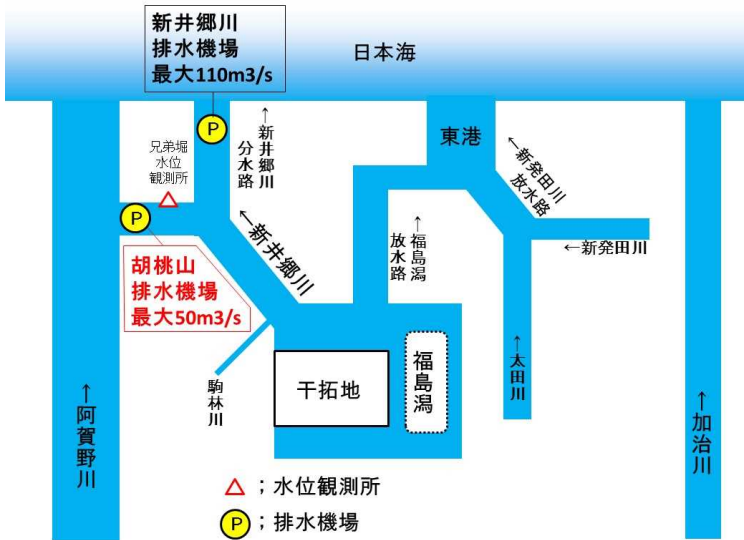 日本海
新井郷川
排水機場
最大110m3/s
P
兄弟堀
水位
観測所
↑新井郷川
分水路
P
胡桃山
排水機場
最大50m3/s
←新井郷川
東港
←新発田川
放水路
←新発田川
↑福島潟
放水路
↑太田川
駒林川
干拓地
福島潟
↑阿賀野川
↑加治川
△;水位観測所
P;排水機場